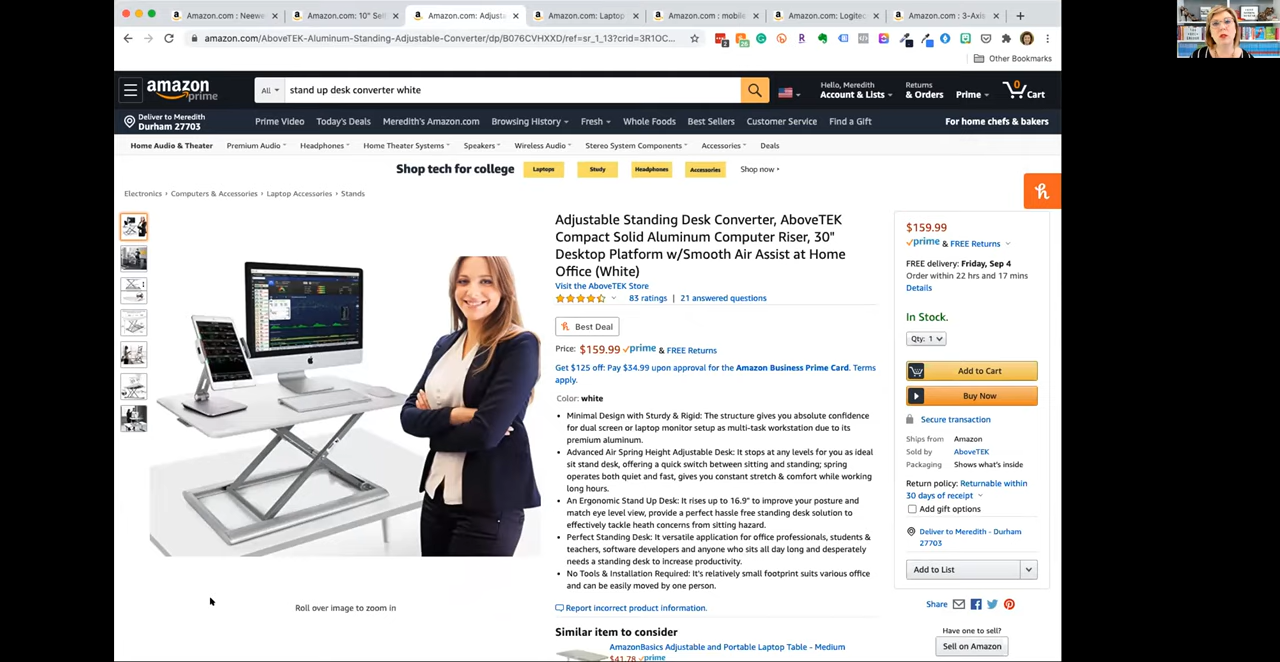 Amazon.com : Neewe
Amazon.com: 10" Se
Amazon.com: Adjusta
Amazon.com: Laptop
Amazon.com : mobile
Amazon.com: Logitec
Amazon.com : 3-Axis
amazon.com/AboveTEK-Aluminum-Standing-Adjustable-Converter/dp/B076CVHXXD/ref=sr_1_13?crid=3R1OC...
Other Bookmarks
amazon prime
All
stand up desk converter white
Hello, Meredith
Account & Lists
Returns
& Orders
Prime
0
Cart
Deliver to Meredith
Durham 27703
Prime Video Today's Deals Meredith's Amazon.com Browsing History Fresh Whole Foods Best Sellers Customer Service Find a Gift
For home chefs & bakers
Home Audio & Theater Premium Audio Headphones Home Theater Systems Speakers Wireless Audio Stereo System Components Accessories Deals
Shop tech for college Laptops Study Headphones Accessories Shop now ›
Electronics › Computers & Accessories › Laptop Accessories › Stands
Adjustable Standing Desk Converter, AboveTEK
Compact Solid Aluminum Computer Riser, 30"
Desktop Platform w/Smooth Air Assist at Home
Office (White)
Visit the AboveTEK Store
83 ratings | 21 answered questions
Best Deal
Price: $159.99 prime & FREE Returns
Get $125 off: Pay $34.99 upon approval for the Amazon Business Prime Card. Terms
apply.
Color: white
• Minimal Design with Sturdy & Rigid: The structure gives you absolute confidence
for dual screen or laptop monitor setup as multi-task workstation due to its
premium aluminum.
• Advanced Air Spring Height Adjustable Desk: It stops at any levels for you as ideal
sit stand desk, offering a quick switch between sitting and standing; spring
operates both quiet and fast, gives you constant stretch & comfort while working
long hours.
• An Ergonomic Stand Up Desk: It rises up to 16.9" to improve your posture and
match eye level view, provide a perfect hassle free standing desk solution to
effectively tackle heath concerns from sitting hazard.
• Perfect Standing Desk: It versatile application for office professionals, students &
teachers, software developers and anyone who sits all day long and desperately
needs a standing desk to increase productivity.
• No Tools & Installation Required: It's relatively small footprint suits various office
and can be easily moved by one person.
Report incorrect product information.
Similar item to consider
AmazonBasics Adjustable and Portable Laptop Table - Medium
$41.78 prime
Roll over image to zoom in
$159.99
prime & FREE Returns
FREE delivery: Friday, Sep 4
Order within 22 hrs and 17 mins
Details
In Stock.
Qty: 1
Add to Cart
Buy Now
Secure transaction
Ships from Amazon
Sold by AboveTEK
Packaging Shows what's inside
Return policy: Returnable within
30 days of receipt
Add gift options
Deliver to Meredith - Durham
27703
Add to List
Share
Have one to sell?
Sell on Amazon